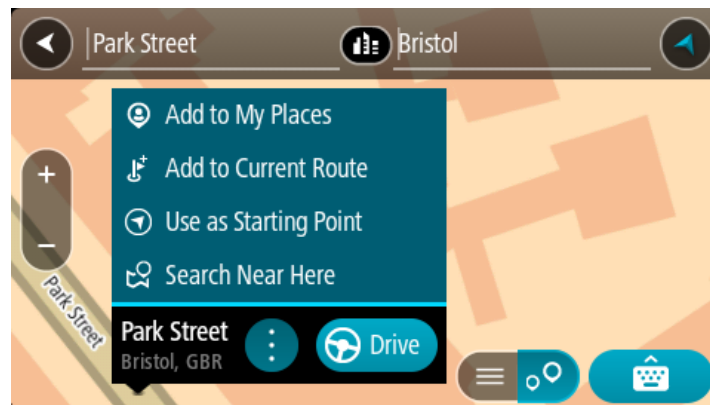 Park Street
Bristol
Add to My Places
Add to Current Route
Use as Starting Point
Search Near Here
+
−
Park Street
Park Street
Bristol, GBR
Drive